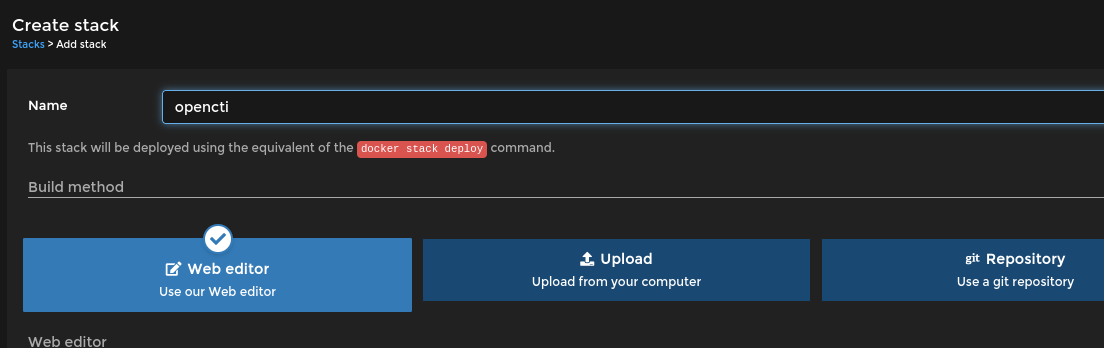 Create stack
Stacks > Add stack
Name
opencti
This stack will be deployed using the equivalent of the docker stack deploy command.
Build method
Web editor
Use our Web editor
Upload
Upload from your computer
git Repository
Use a git repository
Web editor